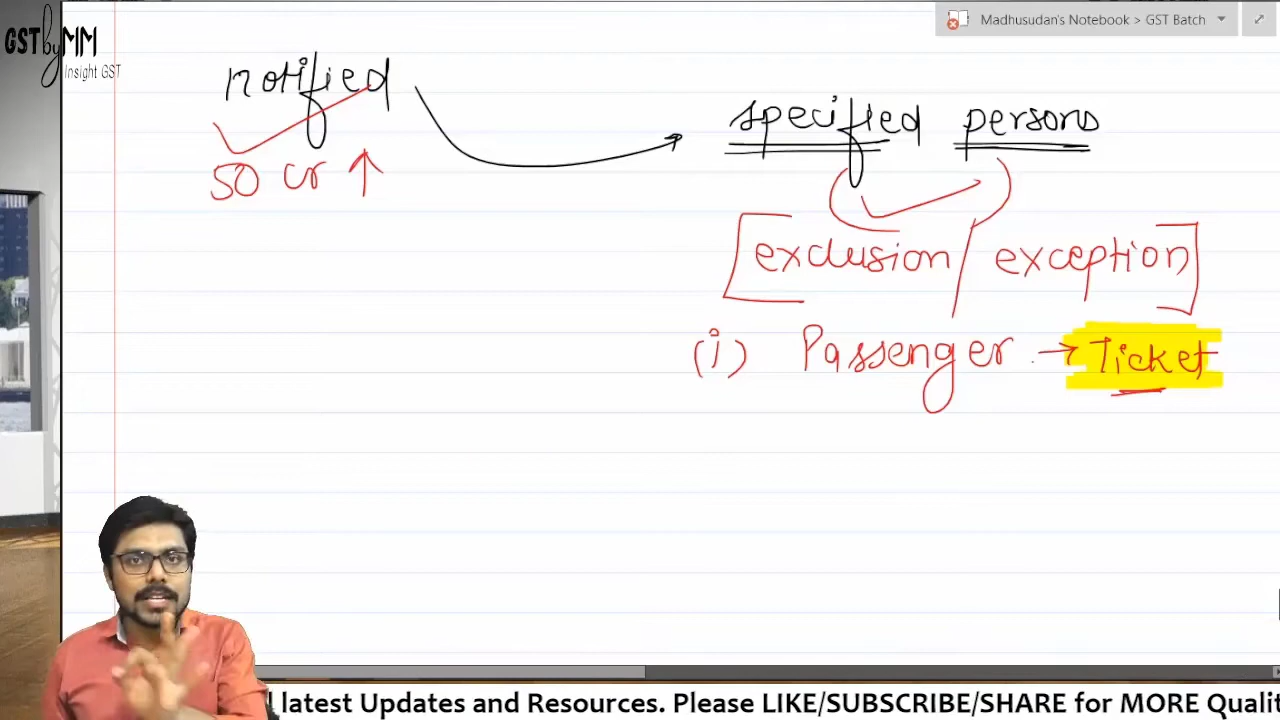 GST by MM
Insight GST
Madhusudan's Notebook > GST Batch
notified
50 cr ↑
specified persons
[exclusion / exception]
(i) Passenger → Ticket
latest Updates and Resources. Please LIKE/SUBSCRIBE/SHARE for MORE Quali